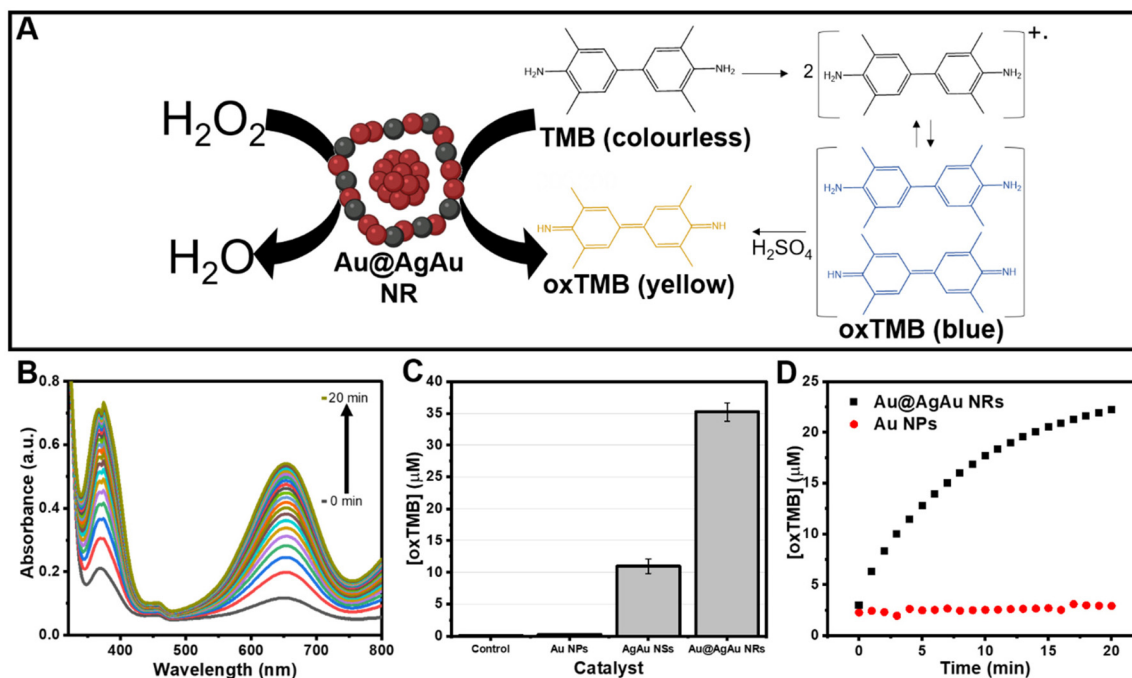 A
H2O2
H2O
Au@AgAu
NR
H2N
NH2
TMB (colourless)
2
H2N
NH2
+.
HN
NH
oxTMB (yellow)
H2SO4
H2N
NH2
HN
NH
oxTMB (blue)
B
0.8
0.6
0.4
0.2
0.0
Absorbance (a.u.)
400
500
600
700
800
Wavelength (nm)
20 min
0 min
C
40
35
30
25
20
15
10
5
0
[oxTMB] (μM)
Control
Au NPs
AgAu NSs
Au@AgAu NRs
Catalyst
D
25
20
15
10
5
0
[oxTMB] (μM)
Au@AgAu NRs
Au NPs
0
5
10
15
20
Time (min)